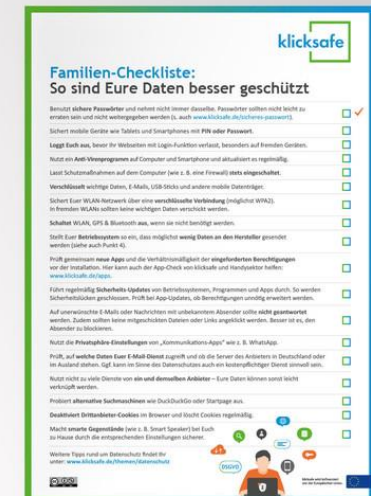 klicksafe
Familien-Checkliste:
So sind Eure Daten besser geschützt
Benutzt sichere Passwörter und nehmt nicht immer dasselbe. Passwörter sollten nicht leicht zu
erraten sein und nicht weitergegeben werden (s. auch www.klicksafe.de/sicheres-passwort).
Sichert mobile Geräte wie Tablets und Smartphones mit PIN oder Passwort.
Loggt Euch aus, bevor Ihr Webseiten mit Login-Funktion verlasst, besonders auf fremden Geräten.
Nutzt ein Anti-Virenprogramm auf Computer und Smartphone und aktualisiert es regelmäßig.
Lasst Schutzmaßnahmen auf dem Computer (wie z. B. eine Firewall) stets eingeschaltet.
Verschlüsselt wichtige Daten, E-Mails, USB-Sticks und andere mobile Datenträger.
Sichert Euer WLAN-Netzwerk über eine verschlüsselte Verbindung (möglichst WPA2).
In fremden WLANs sollten keine wichtigen Daten verschickt werden.
Schaltet WLAN, GPS & Bluetooth aus, wenn sie nicht benötigt werden.
Stellt Euer Betriebssystem so ein, dass möglichst wenig Daten an den Hersteller gesendet
werden (siehe auch Punkt 4).
Prüft gemeinsam neue Apps und die Verhältnismäßigkeit der eingeforderten Berechtigungen
vor der Installation. Hier kann auch der App-Check von klicksafe und Handysektor helfen:
www.klicksafe.de/apps.
Führt regelmäßig Sicherheits-Updates von Betriebssystemen, Programmen und Apps durch. So werden
Sicherheitslücken geschlossen. Prüft bei App-Updates, ob Berechtigungen unnötig erweitert werden.
Auf unerwünschte E-Mails oder Nachrichten mit unbekanntem Absender sollte nicht geantwortet
werden. Zudem sollten keine mitgeschickten Dateien oder Links angeklickt werden. Besser ist es, den
Absender zu blockieren.
Nutzt die Privatsphäre-Einstellungen von „Kommunikations-Apps" wie z. B. WhatsApp.
Prüft, auf welche Daten Euer E-Mail-Dienst zugreift und ob die Server des Anbieters in Deutschland oder
im Ausland stehen. Ggf. kann im Sinne des Datenschutzes auch ein kostenpflichtiger Dienst sinnvoll sein.
Nutzt nicht zu viele Dienste von ein und demselben Anbieter – Eure Daten können sonst leicht
verknüpft werden.
Probiert alternative Suchmaschinen wie DuckDuckGo oder Startpage aus.
Deaktiviert Drittanbieter-Cookies im Browser und löscht Cookies regelmäßig.
Macht smarte Gegenstände (wie z. B. Smart Speaker) bei Euch
zu Hause durch die entsprechenden Einstellungen sicherer.
Weitere Tipps rund um Datenschutz findet Ihr
unter: www.klicksafe.de/themen/datenschutz
DSGVO